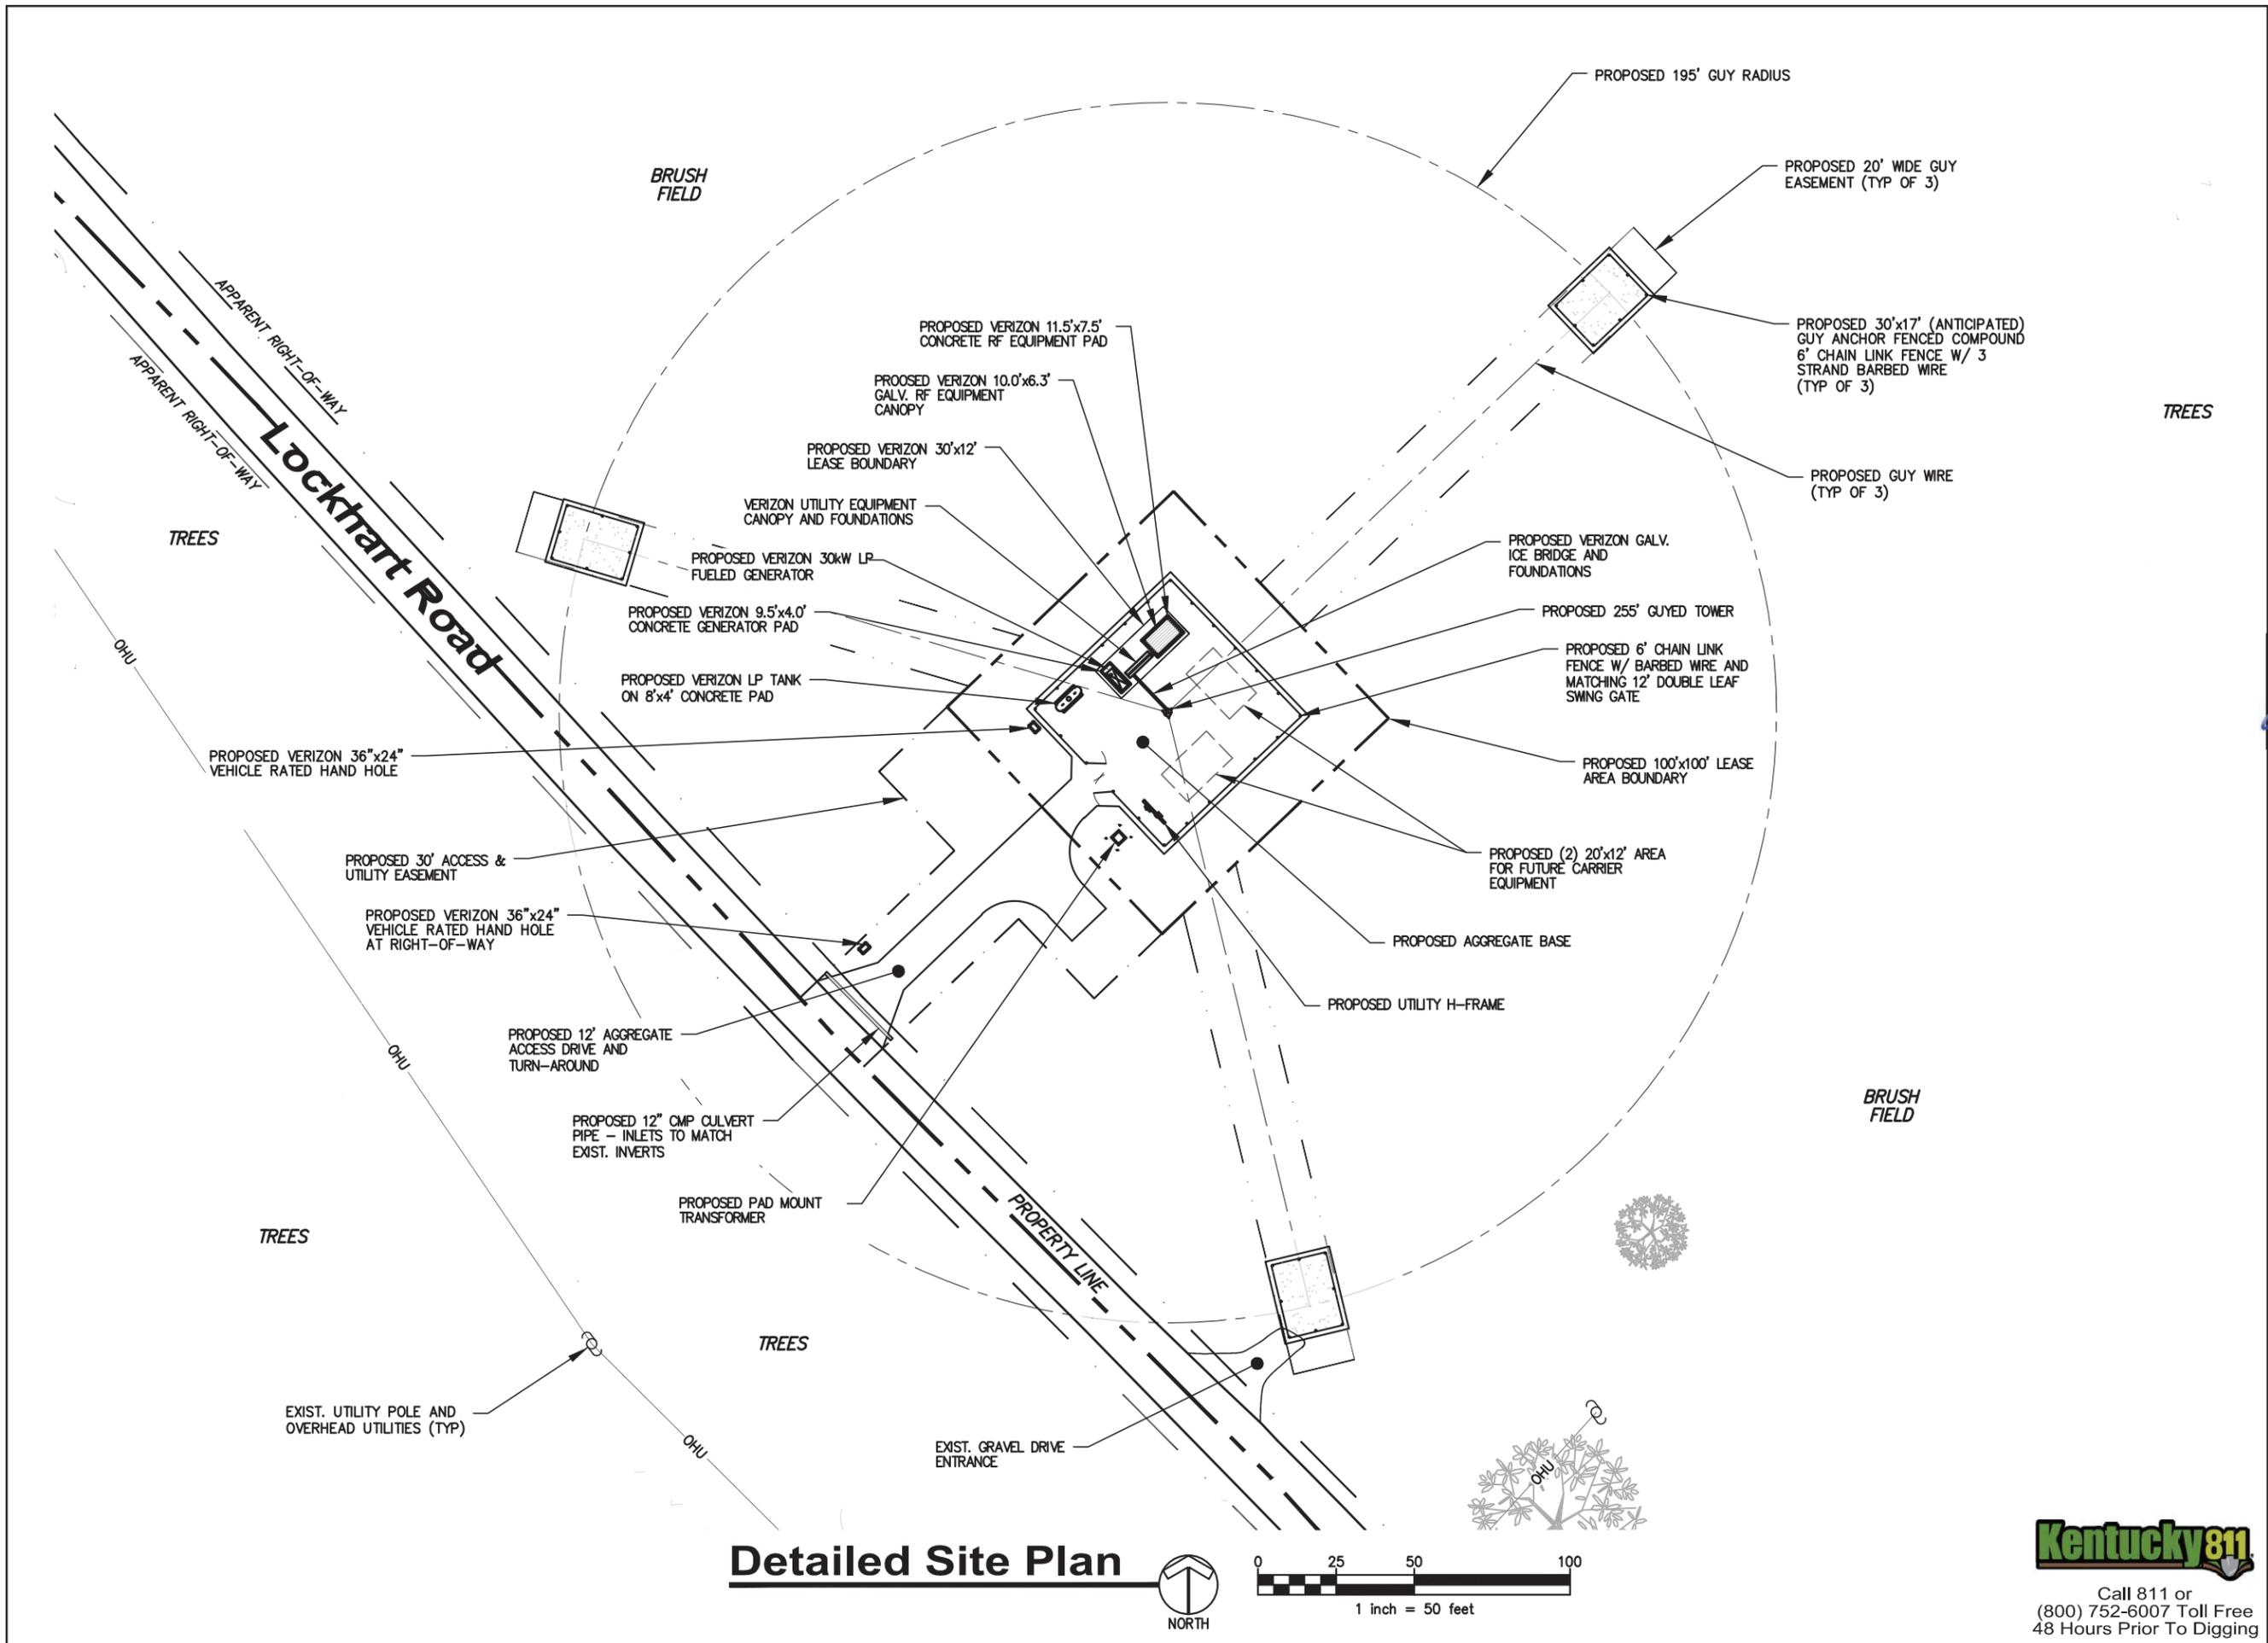 PROPOSED 195' GUY RADIUS
BRUSH
FIELD
PROPOSED 20' WIDE GUY
EASEMENT (TYP OF 3)
APPARENT RIGHT-OF-WAY
APPARENT RIGHT-OF-WAY
Lockhart Road
PROPOSED VERIZON 11.5'x7.5'
CONCRETE RF EQUIPMENT PAD
PROPOSED 30'x17' (ANTICIPATED)
GUY ANCHOR FENCED COMPOUND
6' CHAIN LINK FENCE W/ 3
STRAND BARBED WIRE
(TYP OF 3)
PROOSED VERIZON 10.0'x6.3'
GALV. RF EQUIPMENT
CANOPY
TREES
PROPOSED VERIZON 30'x12'
LEASE BOUNDARY
PROPOSED GUY WIRE
(TYP OF 3)
VERIZON UTILITY EQUIPMENT
CANOPY AND FOUNDATIONS
TREES
PROPOSED VERIZON GALV.
ICE BRIDGE AND
FOUNDATIONS
PROPOSED VERIZON 30kW LP
FUELED GENERATOR
PROPOSED VERIZON 9.5'x4.0'
CONCRETE GENERATOR PAD
PROPOSED 255' GUYED TOWER
OHU
PROPOSED 6' CHAIN LINK
FENCE W/ BARBED WIRE AND
MATCHING 12' DOUBLE LEAF
SWING GATE
PROPOSED VERIZON LP TANK
ON 8'x4' CONCRETE PAD
PROPOSED VERIZON 36"x24"
VEHICLE RATED HAND HOLE
PROPOSED 100'x100' LEASE
AREA BOUNDARY
PROPOSED 30' ACCESS &
UTILITY EASEMENT
PROPOSED (2) 20'x12' AREA
FOR FUTURE CARRIER
EQUIPMENT
PROPOSED VERIZON 36"x24"
VEHICLE RATED HAND HOLE
AT RIGHT-OF-WAY
PROPOSED AGGREGATE BASE
PROPOSED UTILITY H-FRAME
PROPOSED 12' AGGREGATE
ACCESS DRIVE AND
TURN-AROUND
OHU
BRUSH
FIELD
PROPOSED 12" CMP CULVERT
PIPE - INLETS TO MATCH
EXIST. INVERTS
PROPOSED PAD MOUNT
TRANSFORMER
PROPERTY LINE
TREES
TREES
EXIST. UTILITY POLE AND
OVERHEAD UTILITIES (TYP)
OHU
EXIST. GRAVEL DRIVE
ENTRANCE
OHU
Detailed Site Plan
NORTH
0 25 50 100
1 inch = 50 feet
Kentucky 811
Call 811 or
(800) 752-6007 Toll Free
48 Hours Prior To Digging